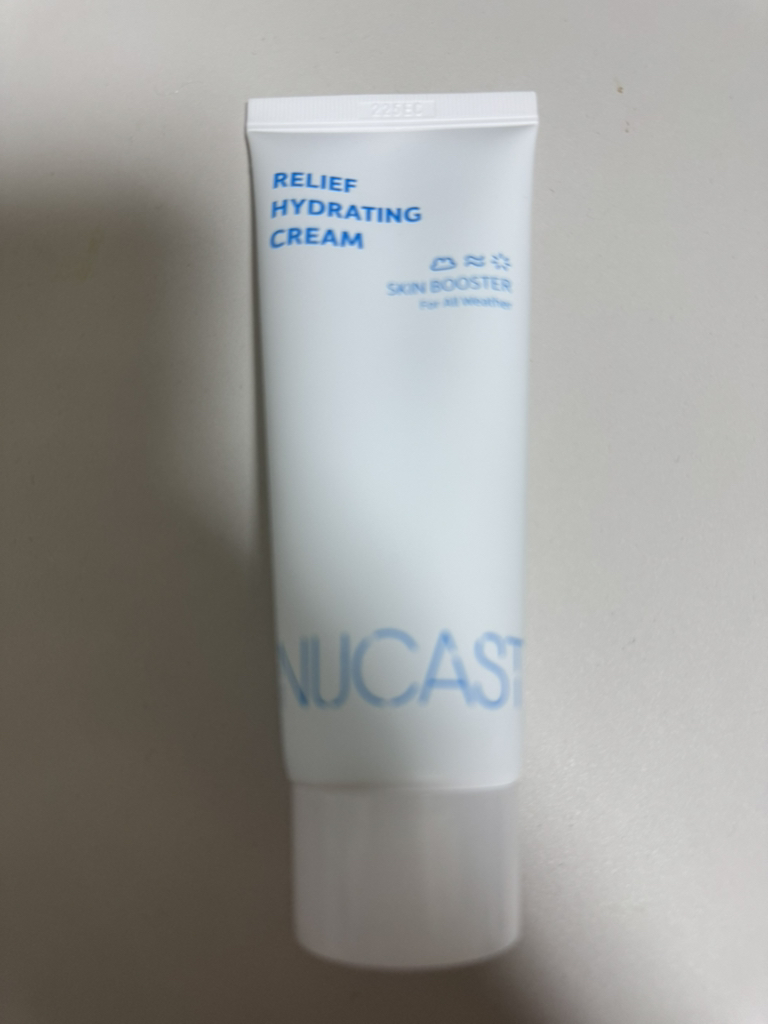 RELIEF
HYDRATING
CREAM
SKIN BOOSTER
For All Weather
NUCAST